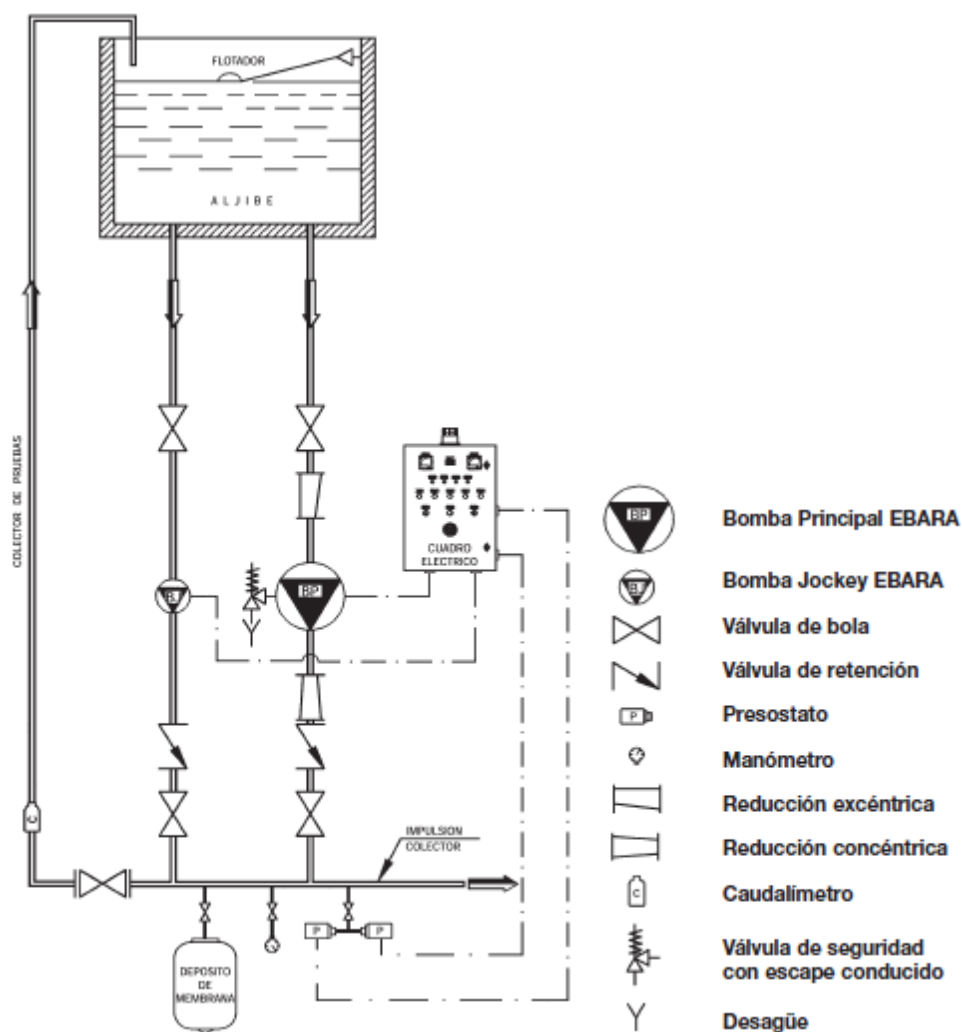 FLOTADOR
ALJIBE
COLECTOR DE PRUEBAS
CUADRO
ELECTRICO
BP
B.
C
IMPULSION
COLECTOR
P
P
DEPOSITO
DE
MEMBRANA
BP
Bomba Principal EBARA
B.
Bomba Jockey EBARA
Válvula de bola
Válvula de retención
P
Presostato
Manómetro
Reducción excéntrica
Reducción concéntrica
C
Caudalímetro
Válvula de seguridad
con escape conducido
Desagüe